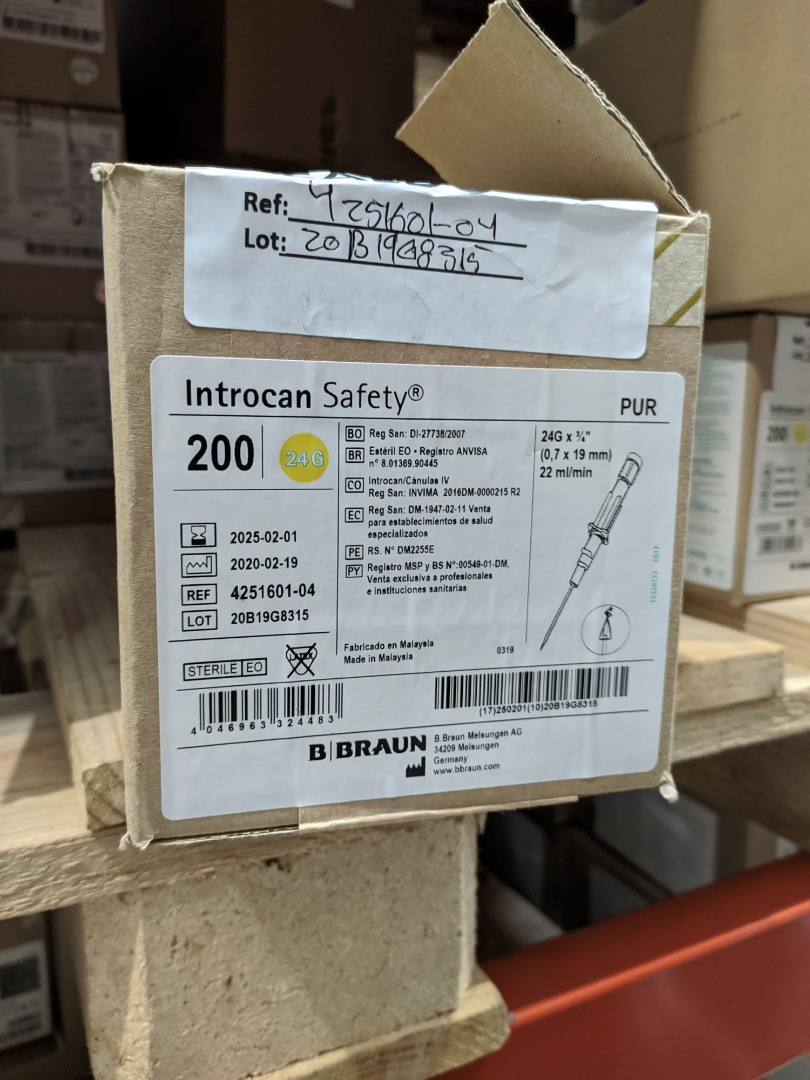 Ref: 4251601-04
Lot: 20B19G8315
Introcan Safety®
PUR
200
24G
2025-02-01
2020-02-19
REF 4251601-04
LOT 20B19G8315
STERILE EO
LATEX
BO Reg San: DI-27738/2007
BR Estéril EO • Registro ANVISA
nº 8.01369.90445
CO Introcan/Cánulas IV
Reg San: INVIMA 2016DM-0000215 R2
EC Reg San: DM-1947-02-11 Venta
para establecimientos de salud
especializados
PE RS. N° DM2255E
PY Registro MSP y BS N°:00549-01-DM,
Venta exclusiva a profesionales
e instituciones sanitarias
Fabricado en Malaysia
Made in Malaysia
0319
24G x ¾"
(0,7 x 19 mm)
22 ml/min
4 046963 324483
(17)250201(10)20B19G8315
B|BRAUN
B.Braun Melsungen AG
34209 Melsungen
Germany
www.bbraun.com